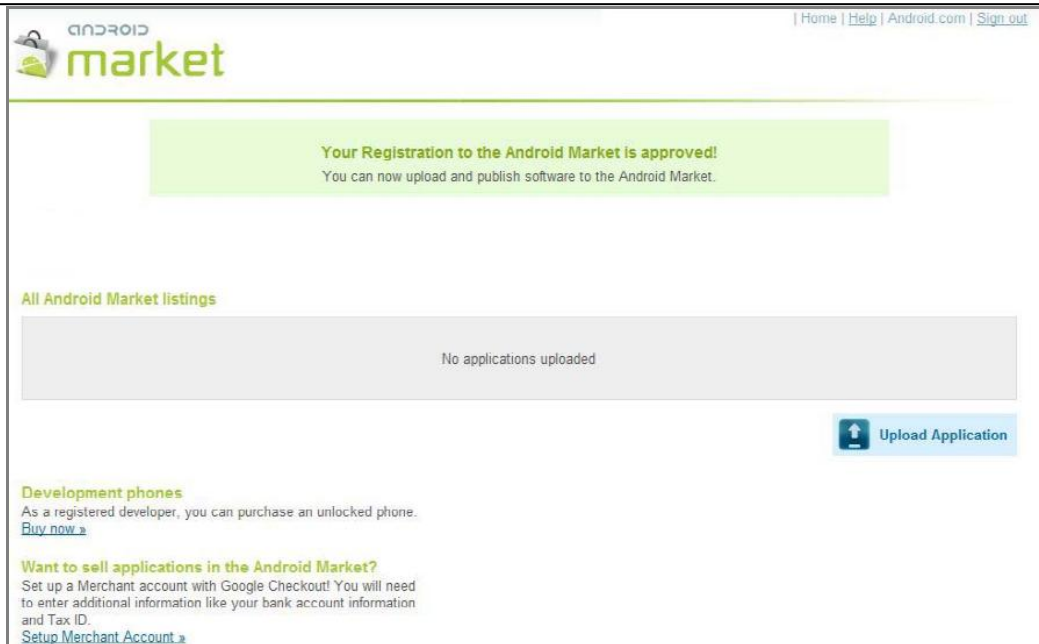 | Home | Help | Android.com | Sign out
android
market
Your Registration to the Android Market is approved!
You can now upload and publish software to the Android Market.
All Android Market listings
No applications uploaded
Upload Application
Development phones
As a registered developer, you can purchase an unlocked phone.
Buy now »
Want to sell applications in the Android Market?
Set up a Merchant account with Google Checkout! You will need
to enter additional information like your bank account information
and Tax ID.
Setup Merchant Account »